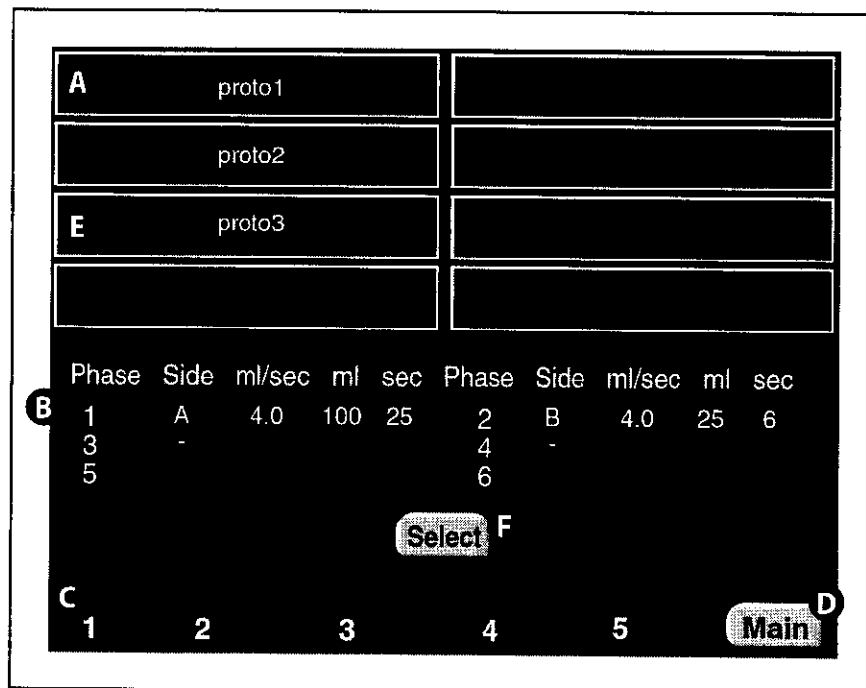 A proto1
proto2
E proto3
Phase Side ml/sec ml sec Phase Side ml/sec ml sec
B 1 A 4.0 100 25 2 B 4.0 25 6
3 - 4 -
5 6
Select F
C D
1 2 3 4 5 Main